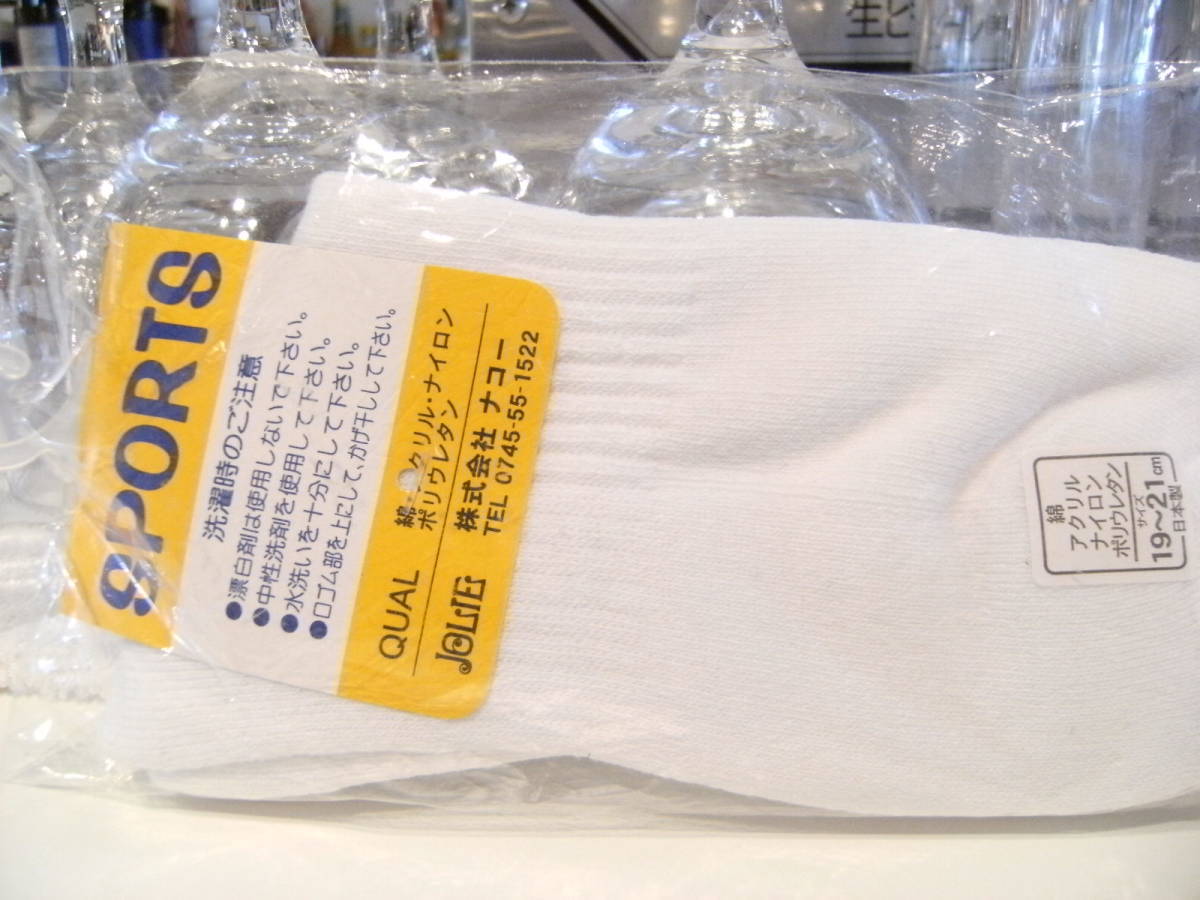 SPORTS
洗濯時のご注意
●漂白剤は使用しないで下さい。
●中性洗剤を使用して下さい。
●水洗いを十分にして下さい。
●口ゴム部を上にして、かげ干しして下さい。
QUAL 綿・アクリル・ナイロン
ポリウレタン
JOLIE 株式会社 ナコー
TEL 0745-55-1522
綿
アクリル
ナイロン
ポリウレタン
サイズ
19～21cm
日本製
生ビ